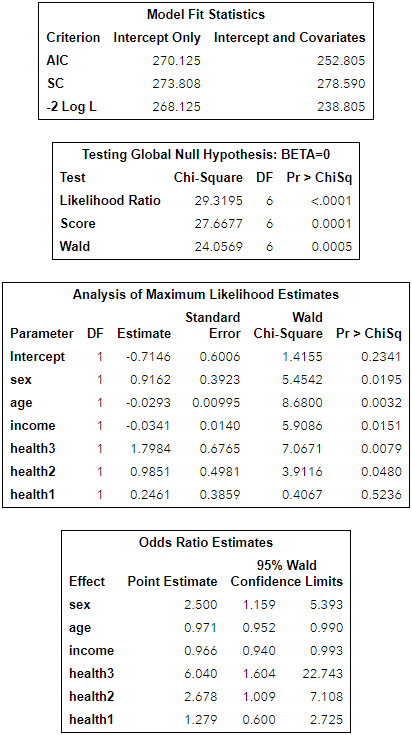 Model Fit Statistics
Criterion Intercept Only Intercept and Covariates
AIC 270.125 252.805
SC 273.808 278.590
-2 Log L 268.125 238.805
Testing Global Null Hypothesis: BETA=0
Test Chi-Square DF Pr > ChiSq
Likelihood Ratio 29.3195 6 <.0001
Score 27.6677 6 0.0001
Wald 24.0569 6 0.0005
Analysis of Maximum Likelihood Estimates
Parameter DF Estimate Standard Error Wald Chi-Square Pr > ChiSq
Intercept 1 -0.7146 0.6006 1.4155 0.2341
sex 1 0.9162 0.3923 5.4542 0.0195
age 1 -0.0293 0.00995 8.6800 0.0032
income 1 -0.0341 0.0140 5.9086 0.0151
health3 1 1.7984 0.6765 7.0671 0.0079
health2 1 0.9851 0.4981 3.9116 0.0480
health1 1 0.2461 0.3859 0.4067 0.5236
Odds Ratio Estimates
Effect Point Estimate 95% Wald Confidence Limits
sex 2.500 1.159 5.393
age 0.971 0.952 0.990
income 0.966 0.940 0.993
health3 6.040 1.604 22.743
health2 2.678 1.009 7.108
health1 1.279 0.600 2.725